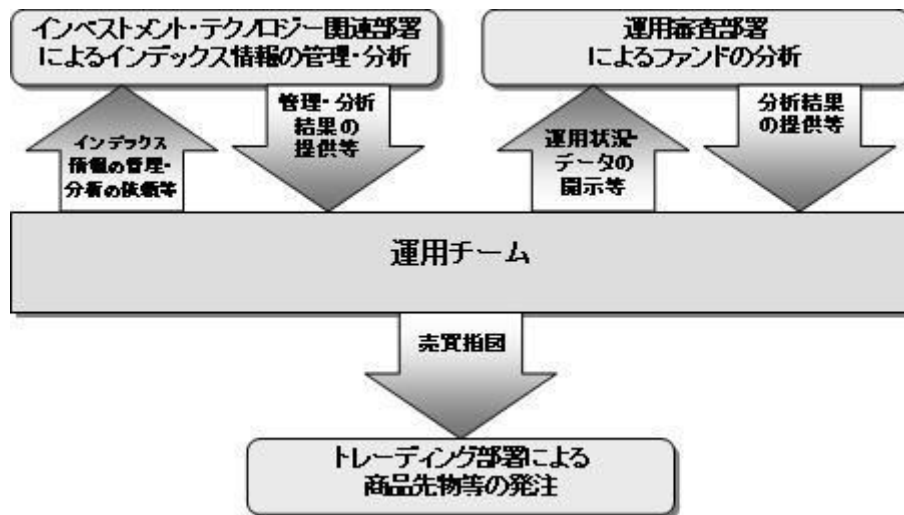 インベストメント・テクノロジー関連部署
によるインデックス情報の管理・分析
運用審査部署
によるファンドの分析
インデックス
情報の管理・
分析の依頼等
管理・分析
結果の
提供等
運用状況・
データの
開示等
分析結果
の提供等
運用チーム
売買指図
トレーディング部署による
商品先物等の発注